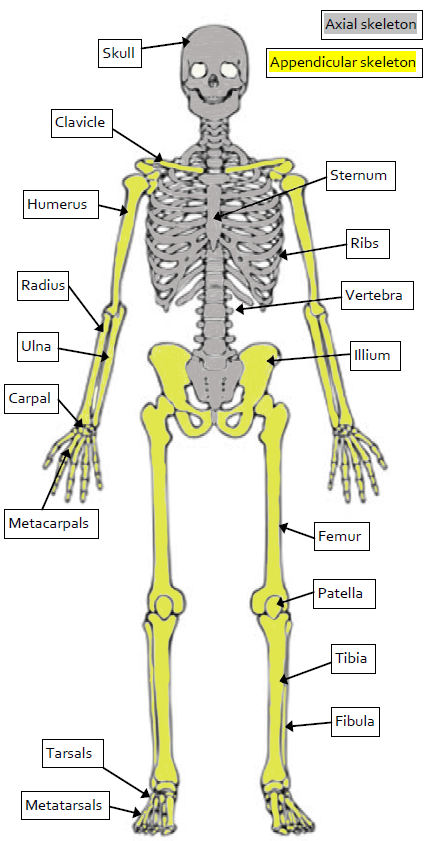 Axial skeleton
Skull
Appendicular skeleton
Clavicle
Sternum
Humerus
Ribs
Radius
Vertebra
Ulna
Illium
Carpal
Metacarpals
Femur
Patella
Tibia
Fibula
Tarsals
Metatarsals